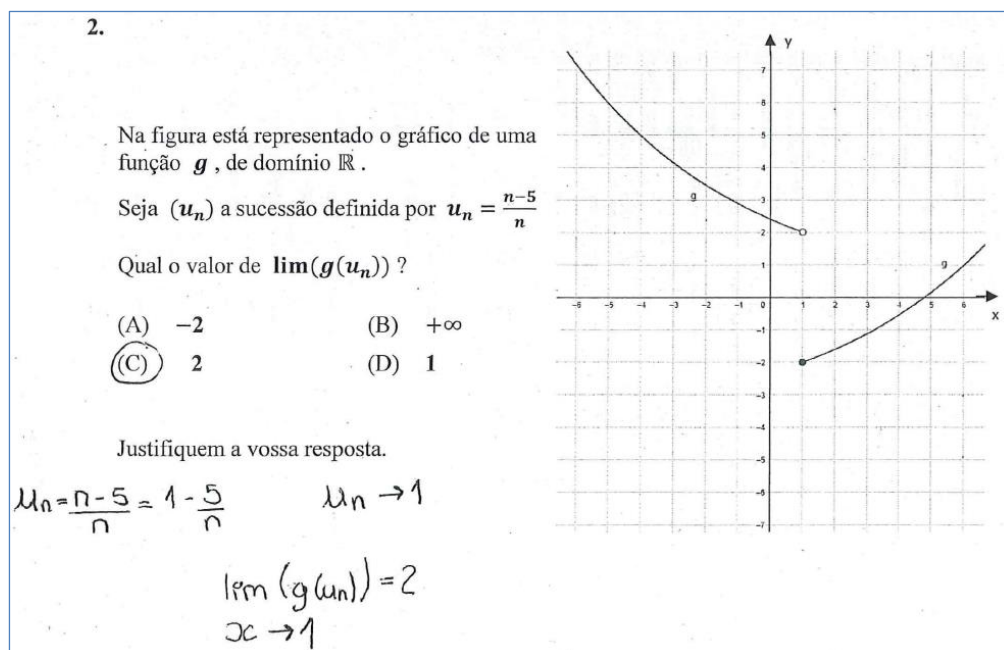 2.
Na figura está representado o gráfico de uma
função g , de domínio ℝ .
Seja (uₙ) a sucessão definida por uₙ = n−5/n
Qual o valor de lim(g(uₙ)) ?
(A) −2 (B) +∞
(C) 2 (D) 1
Justifiquem a vossa resposta.
uₙ = n - 5/n = 1 - 5/n uₙ → 1
lim (g(uₙ)) = 2
x → 1
y
7
6
5
4
3
2
1
g
g
-6 -5 -4 -3 -2 -1 0 1 2 3 4 5 6
x
-1
-2
-3
-4
-5
-6
-7